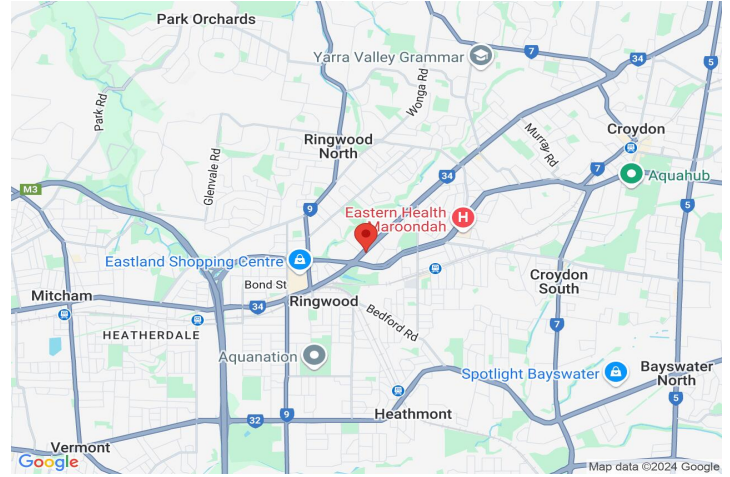 Park Orchards
7
34
5
Yarra Valley Grammar
Wonga Rd
Park Rd
Murray Rd
Croydon
Ringwood
North
Glenvale Rd
34
7
Aquahub
M3
9
Eastern Health
Maroondah
H
5
Eastland Shopping Centre
Bond St
Croydon
South
Mitcham
34
Ringwood
Bedford Rd
HEATHERDALE
7
Aquanation
Spotlight Bayswater
Bayswater
North
5
32
9
Heathmont
Vermont
Google
Map data ©2024 Google